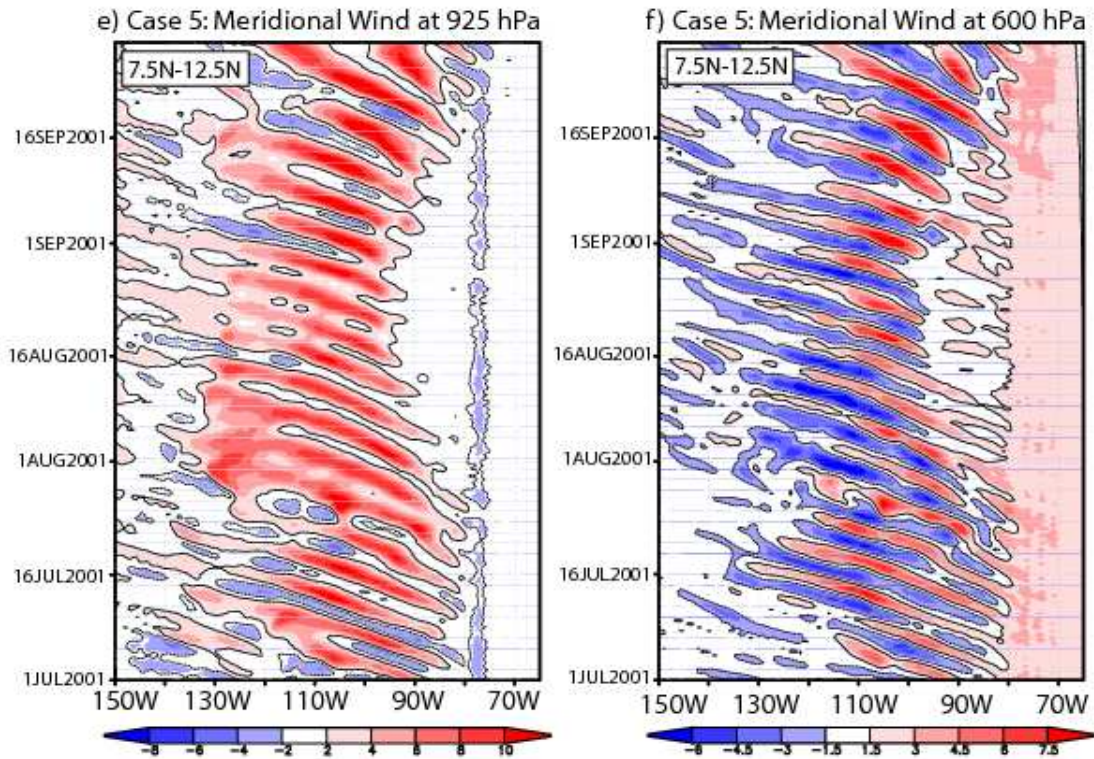 e) Case 5: Meridional Wind at 925 hPa
7.5N-12.5N
16SEP2001
1SEP2001
16AUG2001
1AUG2001
16JUL2001
1JUL2001
150W 130W 110W 90W 70W
-8 -6 -4 -2 2 4 6 8 10
f) Case 5: Meridional Wind at 600 hPa
7.5N-12.5N
16SEP2001
1SEP2001
16AUG2001
1AUG2001
16JUL2001
1JUL2001
150W 130W 110W 90W 70W
-4.5 -3 -1.5 1.5 3 4.5 6 7.5